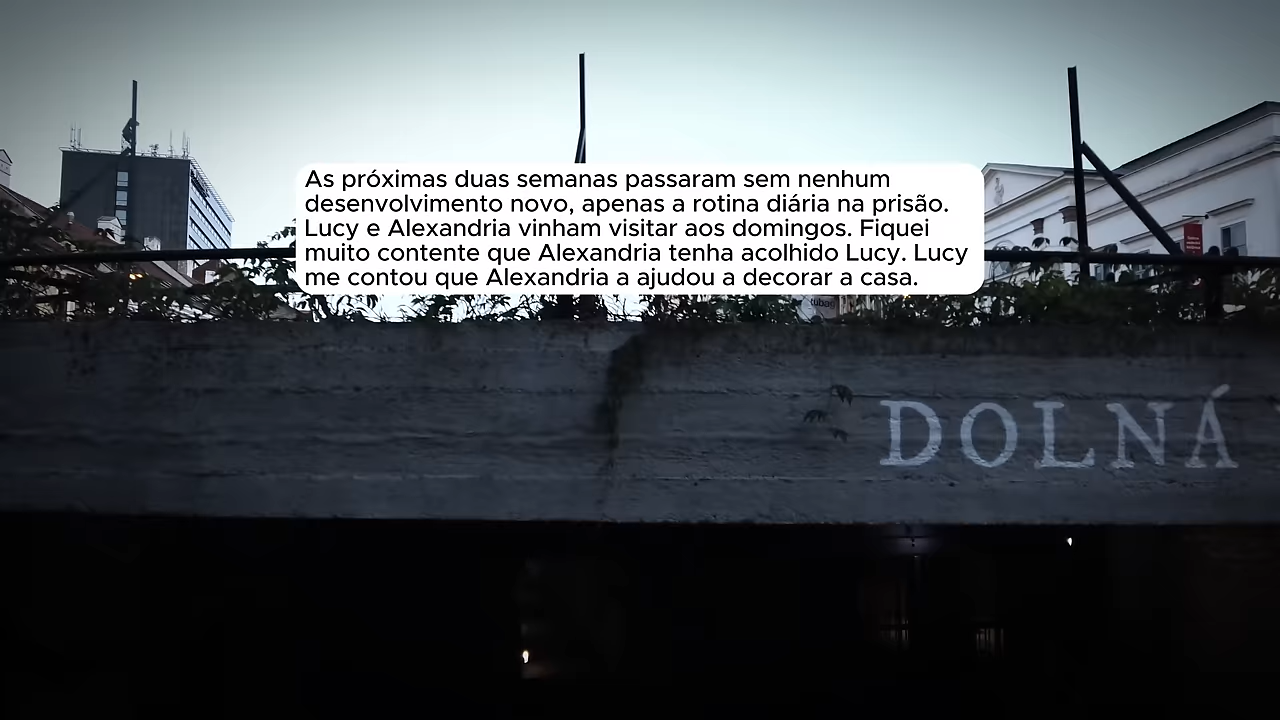 As próximas duas semanas passaram sem nenhum
desenvolvimento novo, apenas a rotina diária na prisão.
Lucy e Alexandria vinham visitar aos domingos. Fiquei
muito contente que Alexandria tenha acolhido Lucy. Lucy
me contou que Alexandria a ajudou a decorar a casa.
DOLNÁ